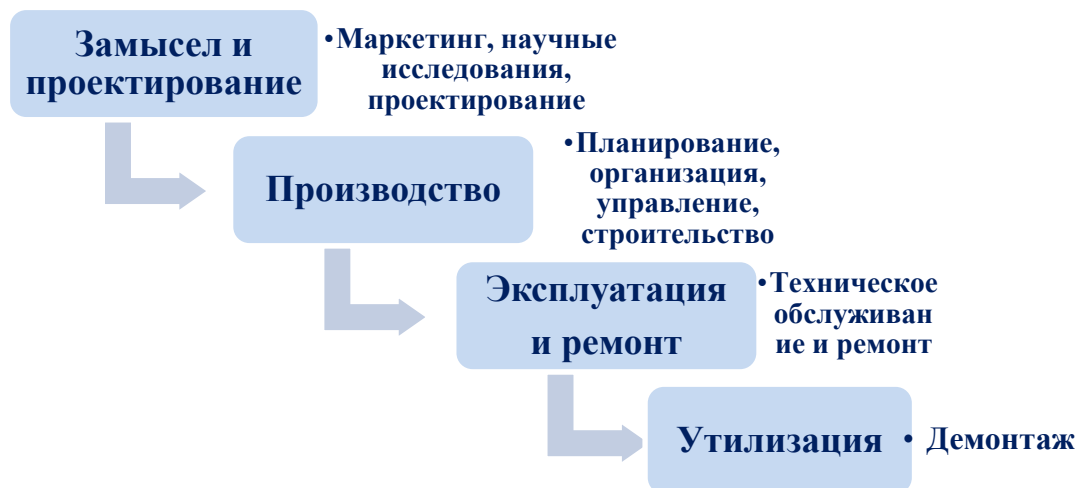 Замысел и
проектирование
•Маркетинг, научные
исследования,
проектирование
Производство
•Планирование,
организация,
управление,
строительство
Эксплуатация
и ремонт
•Техническое
обслуживан
ие и ремонт
Утилизация
• Демонтаж